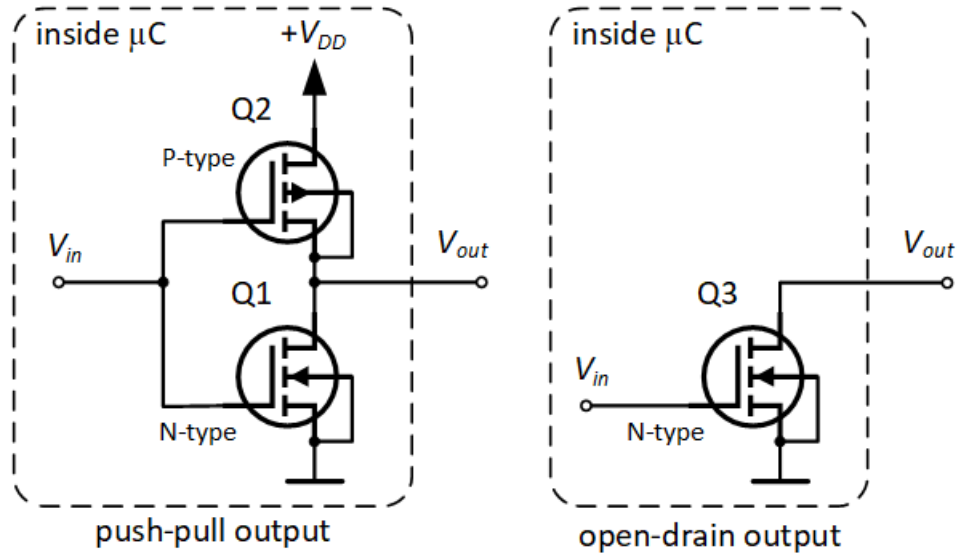 inside μC
+VDD
Q2
P-type
Vin
Vout
Q1
N-type
push-pull output
inside μC
Vout
Q3
Vin
N-type
open-drain output